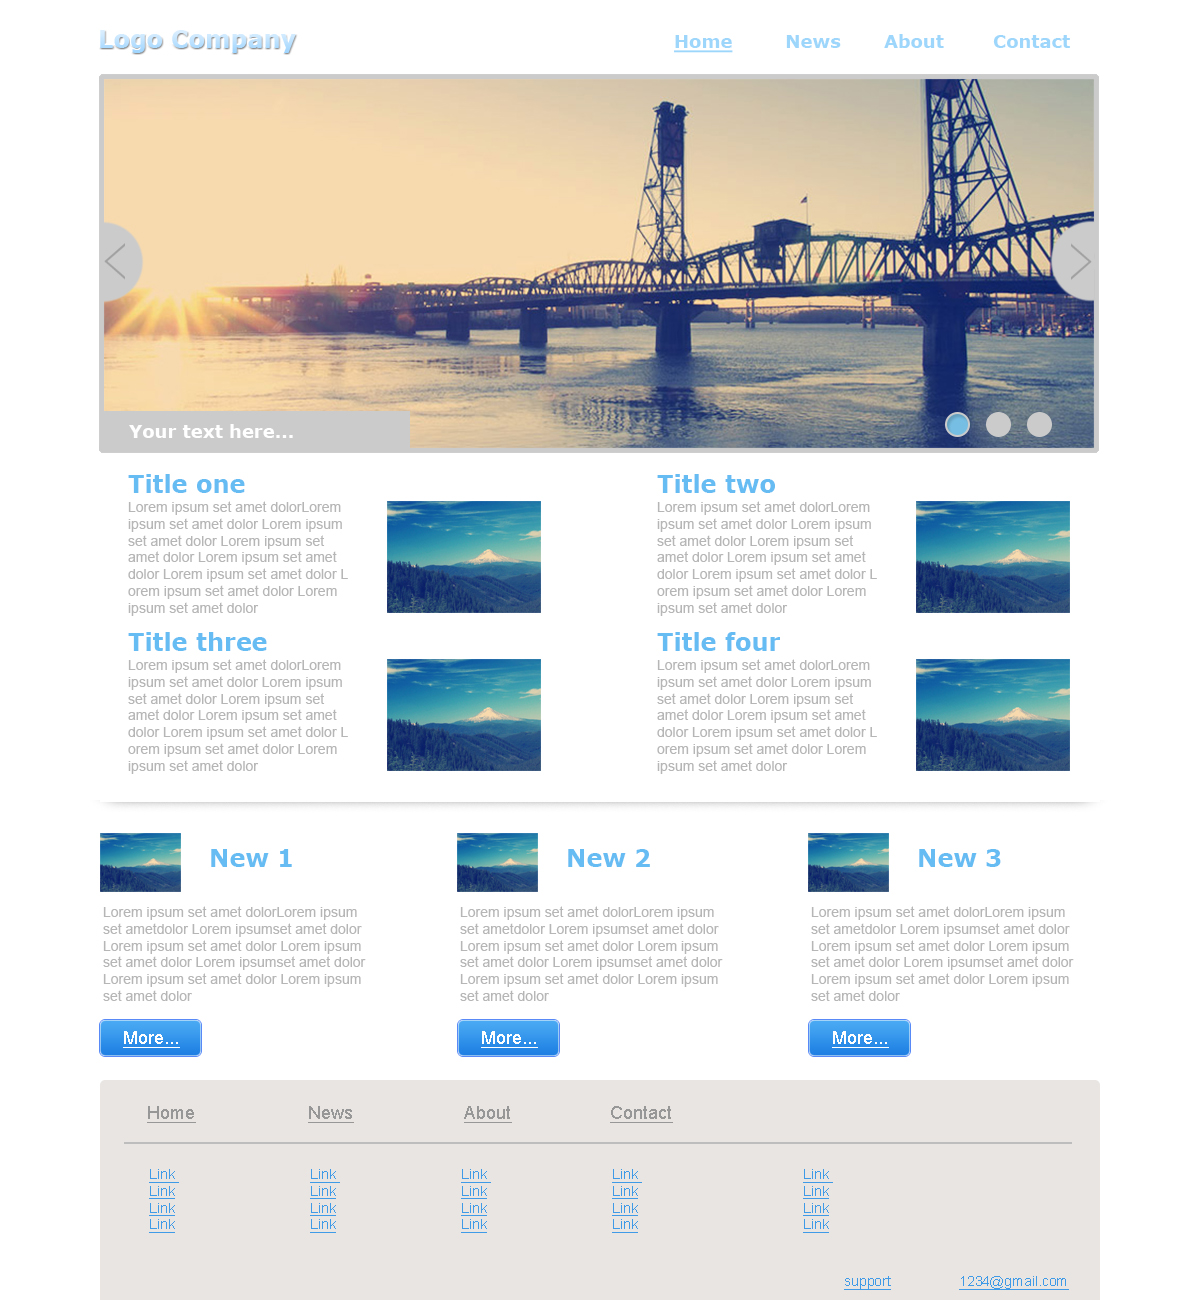 Logo Company
Home News About Contact
Your text here...
Title one
Lorem ipsum set amet dolorLorem
ipsum set amet dolor Lorem ipsum
set amet dolor Lorem ipsum set
amet dolor Lorem ipsum set amet
dolor Lorem ipsum set amet dolor L
orem ipsum set amet dolor Lorem
ipsum set amet dolor
Title two
Lorem ipsum set amet dolorLorem
ipsum set amet dolor Lorem ipsum
set amet dolor Lorem ipsum set
amet dolor Lorem ipsum set amet
dolor Lorem ipsum set amet dolor L
orem ipsum set amet dolor Lorem
ipsum set amet dolor
Title three
Lorem ipsum set amet dolorLorem
ipsum set amet dolor Lorem ipsum
set amet dolor Lorem ipsum set
amet dolor Lorem ipsum set amet
dolor Lorem ipsum set amet dolor L
orem ipsum set amet dolor Lorem
ipsum set amet dolor
Title four
Lorem ipsum set amet dolorLorem
ipsum set amet dolor Lorem ipsum
set amet dolor Lorem ipsum set
amet dolor Lorem ipsum set amet
dolor Lorem ipsum set amet dolor L
orem ipsum set amet dolor Lorem
ipsum set amet dolor
New 1
Lorem ipsum set amet dolorLorem ipsum
set ametdolor Lorem ipsumset amet dolor
Lorem ipsum set amet dolor Lorem ipsum
set amet dolor Lorem ipsumset amet dolor
Lorem ipsum set amet dolor Lorem ipsum
set amet dolor
More...
New 2
Lorem ipsum set amet dolorLorem ipsum
set ametdolor Lorem ipsumset amet dolor
Lorem ipsum set amet dolor Lorem ipsum
set amet dolor Lorem ipsumset amet dolor
Lorem ipsum set amet dolor Lorem ipsum
set amet dolor
More...
New 3
Lorem ipsum set amet dolorLorem ipsum
set ametdolor Lorem ipsumset amet dolor
Lorem ipsum set amet dolor Lorem ipsum
set amet dolor Lorem ipsumset amet dolor
Lorem ipsum set amet dolor Lorem ipsum
set amet dolor
More...
Home News About Contact
Link Link Link Link Link
Link Link Link Link Link
Link Link Link Link Link
Link Link Link Link Link
support 1234@gmail.com